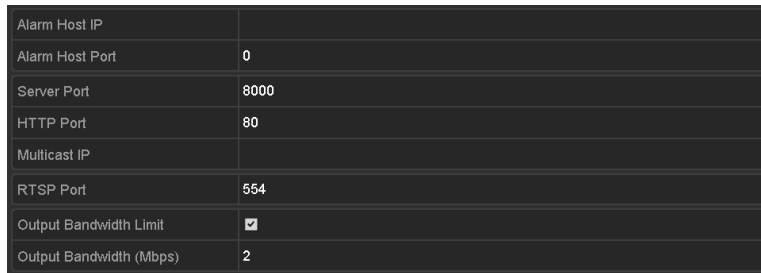 Alarm Host IP
Alarm Host Port 0
Server Port 8000
HTTP Port 80
Multicast IP
RTSP Port 554
Output Bandwidth Limit
Output Bandwidth (Mbps) 2